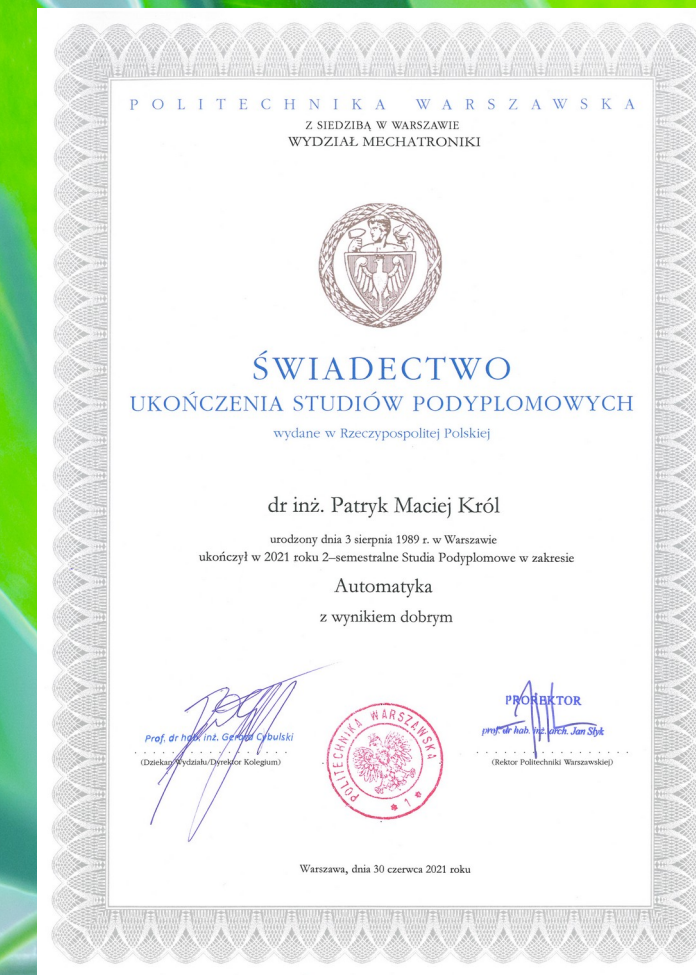 POLITECHNIKA WARSZAWSKA
Z SIEDZIBĄ W WARSZAWIE
WYDZIAŁ MECHATRONIKI
ŚWIADECTWO
UKOŃCZENIA STUDIÓW PODYPLOMOWYCH
wydane w Rzeczypospolitej Polskiej
dr inż. Patryk Maciej Król
urodzony dnia 3 sierpnia 1989 r. w Warszawie
ukończył w 2021 roku 2–semestralne Studia Podyplomowe w zakresie
Automatyka
z wynikiem dobrym
Prof. dr hab. inż. Gerard Cybulski
(Dziekan Wydziału/Dyrektor Kolegium)
POLITECHNIKA WARSZAWSKA
* 1 *
PROREKTOR
prof. dr hab. inż. arch. Jan Słyk
(Rektor Politechniki Warszawskiej)
Warszawa, dnia 30 czerwca 2021 roku